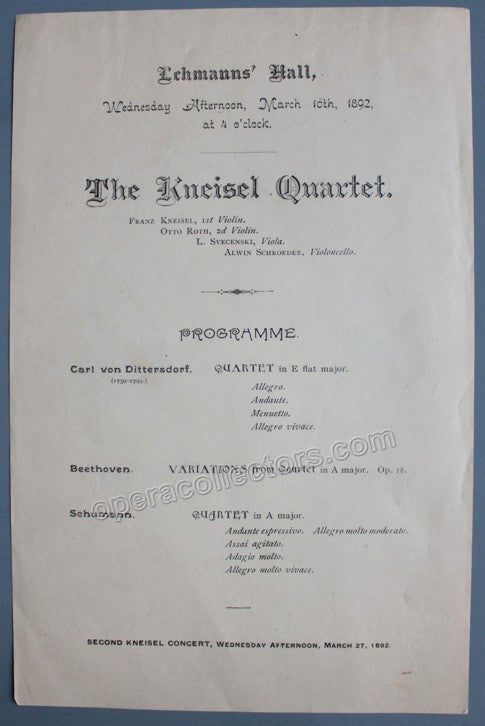 Lehmanns' Hall,
Wednesday Afternoon, March 16th, 1892,
at 4 o'clock.
The Kneisel Quartet.
FRANZ KNEISEL, 1st Violin.
OTTO ROTH, 2d Violin.
L. SVECENSKI, Viola.
ALWIN SCHROEDER, Violoncello.
PROGRAMME.
Carl von Dittersdorf. QUARTET in E flat major.
(1739-1799.)
Allegro.
Andante.
Menuetto.
Allegro vivace.
Beethoven. VARIATIONS from Quartet in A major. Op. 18.
Schumann. QUARTET in A major.
Andante espressivo. Allegro molto moderato.
Assai agitato.
Adagio molto.
Allegro molto vivace.
SECOND KNEISEL CONCERT, WEDNESDAY AFTERNOON, MARCH 27, 1892.
operacollectors.com